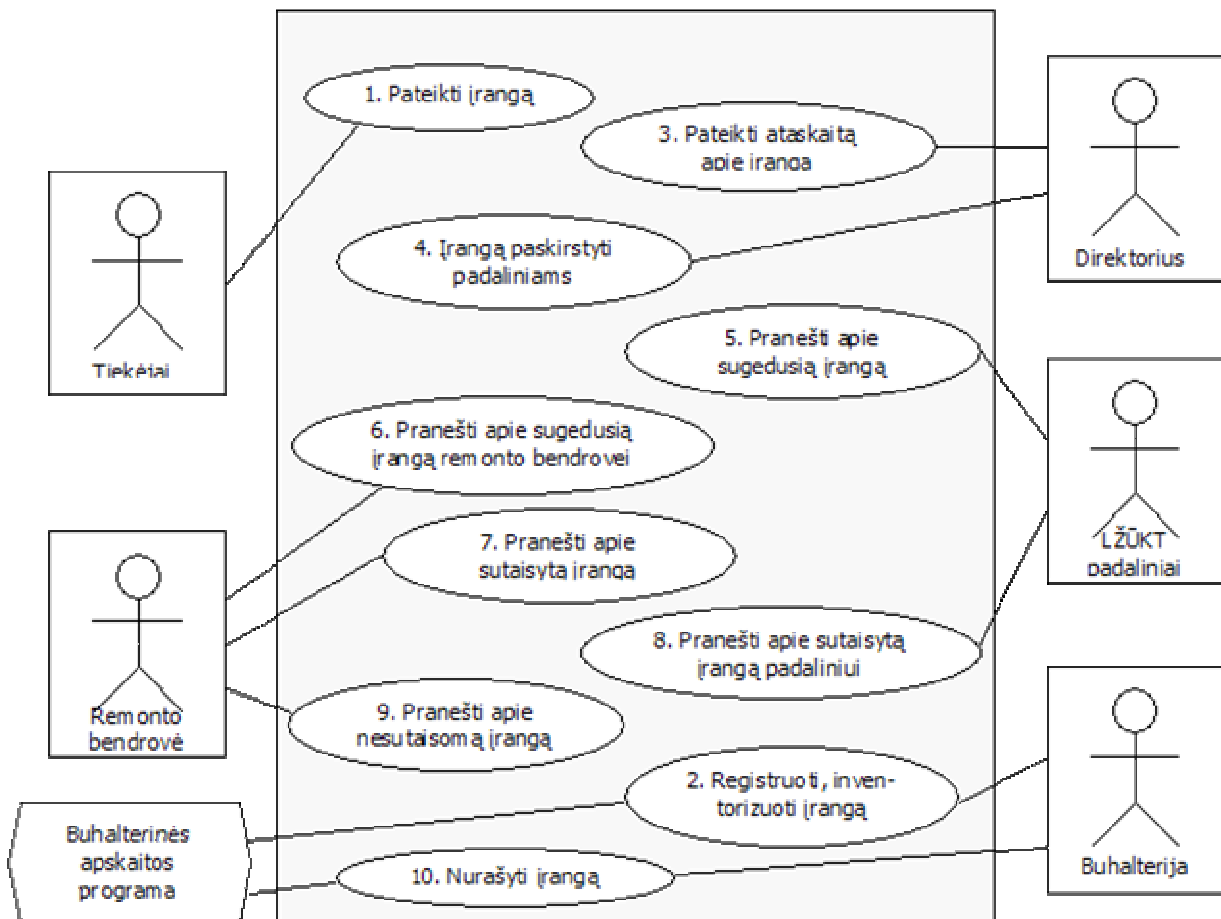 1. Pateikti įrangą
3. Pateikti ataskaitą
apie įrangą
4. Įrangą paskirstyti
padaliniams
Direktorius
5. Pranešti apie
sugedusią įrangą
Tiekėjai
6. Pranešti apie sugedusią
įrangą remonto bendrovei
7. Pranešti apie
sutaisytą įrangą
LŽŪKT
padaliniai
8. Pranešti apie sutaisytą
įrangą padaliniui
9. Pranešti apie
nesutaisomą įrangą
Remonto
bendrovė
2. Registruoti, inven-
torizuoti įrangą
Buhalterinės
apskaitos
programa
10. Nurašyti įrangą
Buhalterija